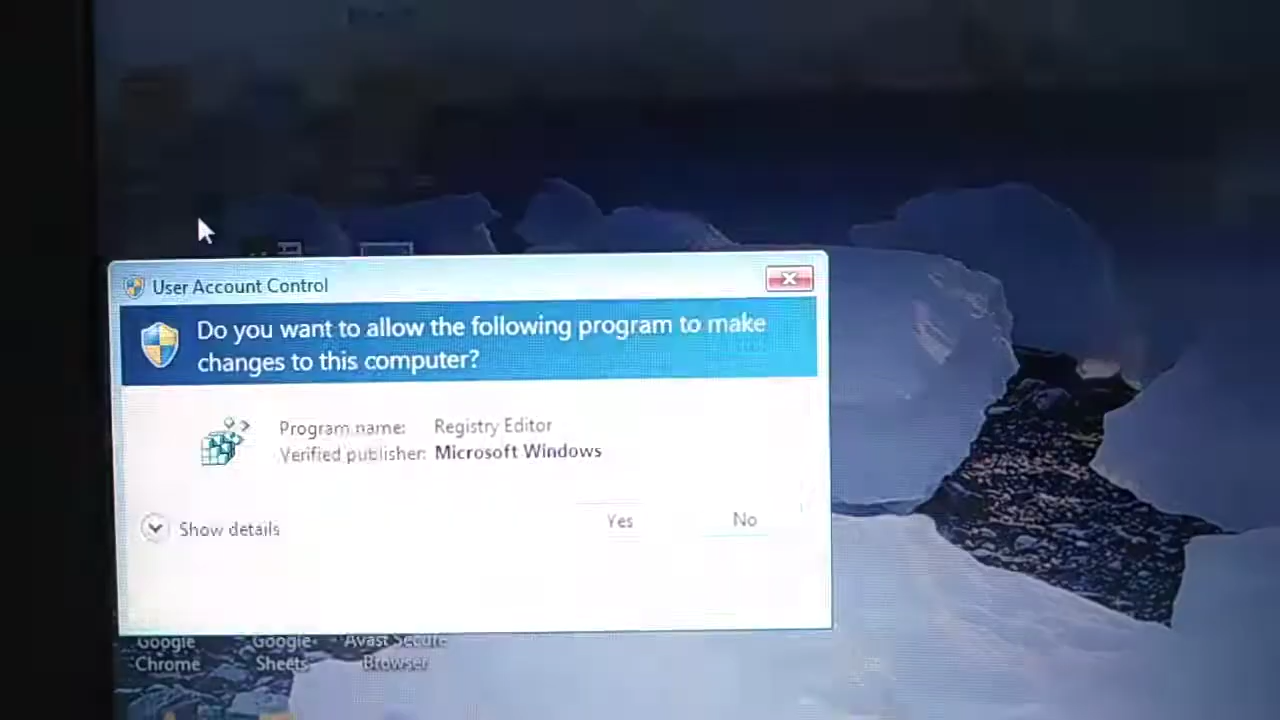 User Account Control
Do you want to allow the following program to make
changes to this computer?
Program name: Registry Editor
Verified publisher: Microsoft Windows
Show details
Yes
No
Google
Chrome
Google
Sheets
Avast Secure
Browser